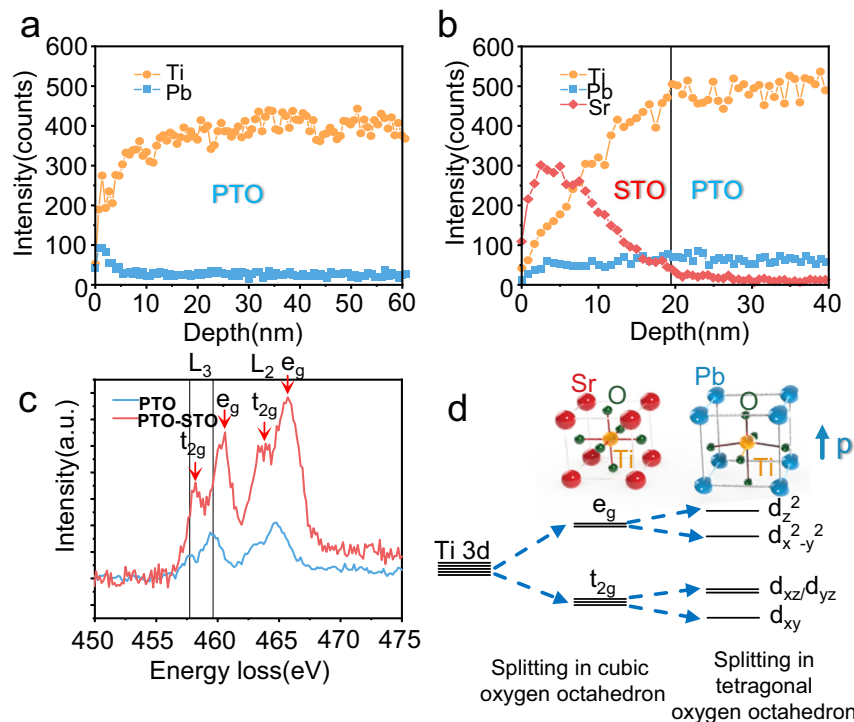 a
600
500
400
300
200
100
0
Intensity(counts)
Ti
Pb
PTO
0 10 20 30 40 50 60
Depth(nm)
b
600
500
400
300
200
100
0
Intensity(counts)
Ti
Pb
Sr
STO PTO
0 10 20 30 40
Depth(nm)
c
Intensity(a.u.)
L3 L2
PTO
PTO-STO
t2g eg t2g eg
450 455 460 465 470 475
Energy loss(eV)
d
Sr
O
Ti
Pb
O
Ti
p
Ti 3d
eg
t2g
dz2
dx2-y2
dxz/dyz
dxy
Splitting in cubic
oxygen octahedron
Splitting in
tetragonal
oxygen octahedron